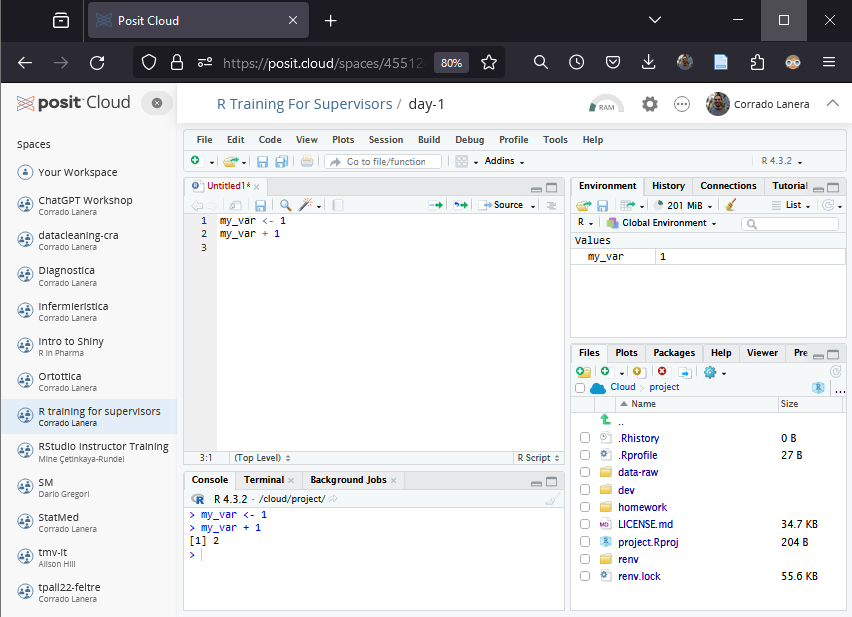 Posit Cloud
https://posit.cloud/spaces/45512
80%
posit Cloud
R Training For Supervisors / day-1
RAM
Corrado Lanera
Spaces
Your Workspace
ChatGPT Workshop
Corrado Lanera
datacleaning-cra
Corrado Lanera
Diagnostica
Corrado Lanera
Infermieristica
Corrado Lanera
Intro to Shiny
R in Pharma
Ortottica
Corrado Lanera
R training for supervisors
Corrado Lanera
RStudio Instructor Training
Mine Çetinkaya-Rundel
SM
Dario Gregori
StatMed
Corrado Lanera
tmv-it
Alison Hill
tpall22-feltre
Corrado Lanera
File Edit Code View Plots Session Build Debug Profile Tools Help
Go to file/function
Addins
R 4.3.2
Untitled1*
Source
1 my_var <- 1
2 my_var + 1
3
3:1 (Top Level) R Script
Console Terminal Background Jobs
R 4.3.2 · /cloud/project/
> my_var <- 1
> my_var + 1
[1] 2
>
Environment History Connections Tutorial
201 MiB List
R Global Environment
Values
my_var 1
Files Plots Packages Help Viewer Pre
Cloud project
Name Size
..
.Rhistory 0 B
.Rprofile 27 B
data-raw
dev
homework
LICENSE.md 34.7 KB
project.Rproj 204 B
renv
renv.lock 55.6 KB